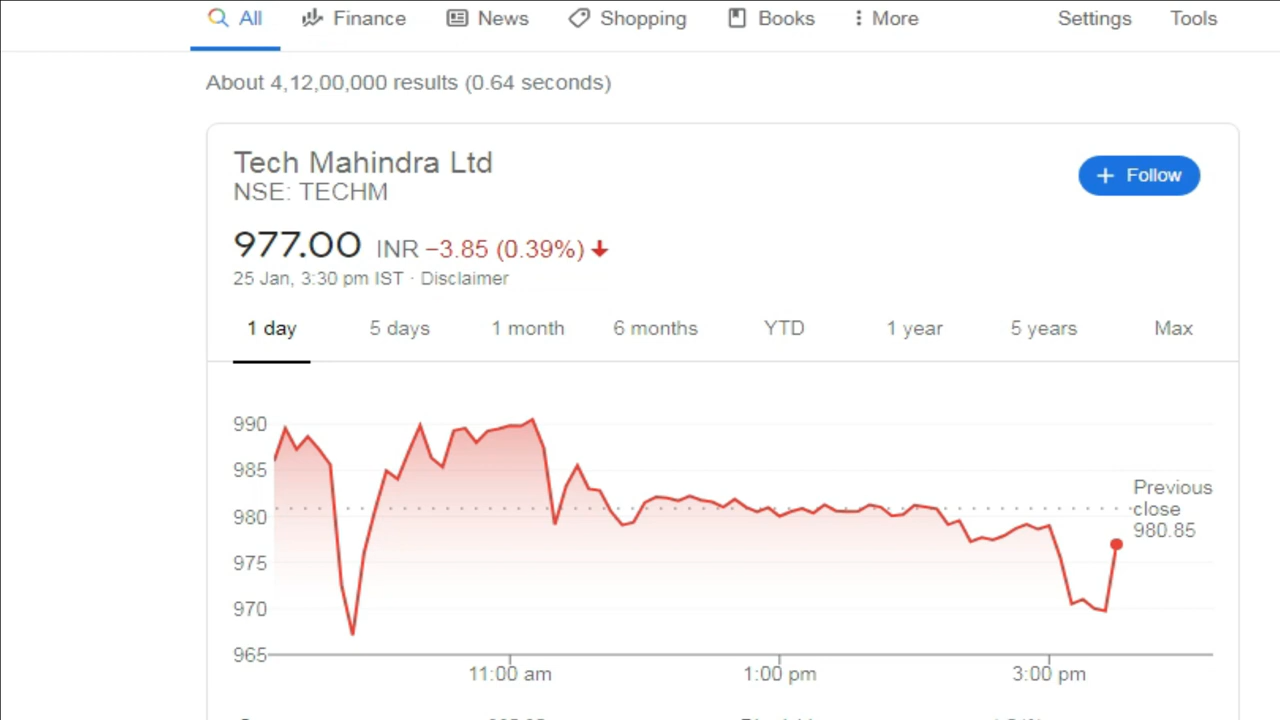 All Finance News Shopping Books More Settings Tools
About 4,12,00,000 results (0.64 seconds)
Tech Mahindra Ltd
NSE: TECHM
+ Follow
977.00 INR −3.85 (0.39%)
25 Jan, 3:30 pm IST · Disclaimer
1 day 5 days 1 month 6 months YTD 1 year 5 years Max
990
985
980
975
970
965
Previous
close
980.85
11:00 am 1:00 pm 3:00 pm